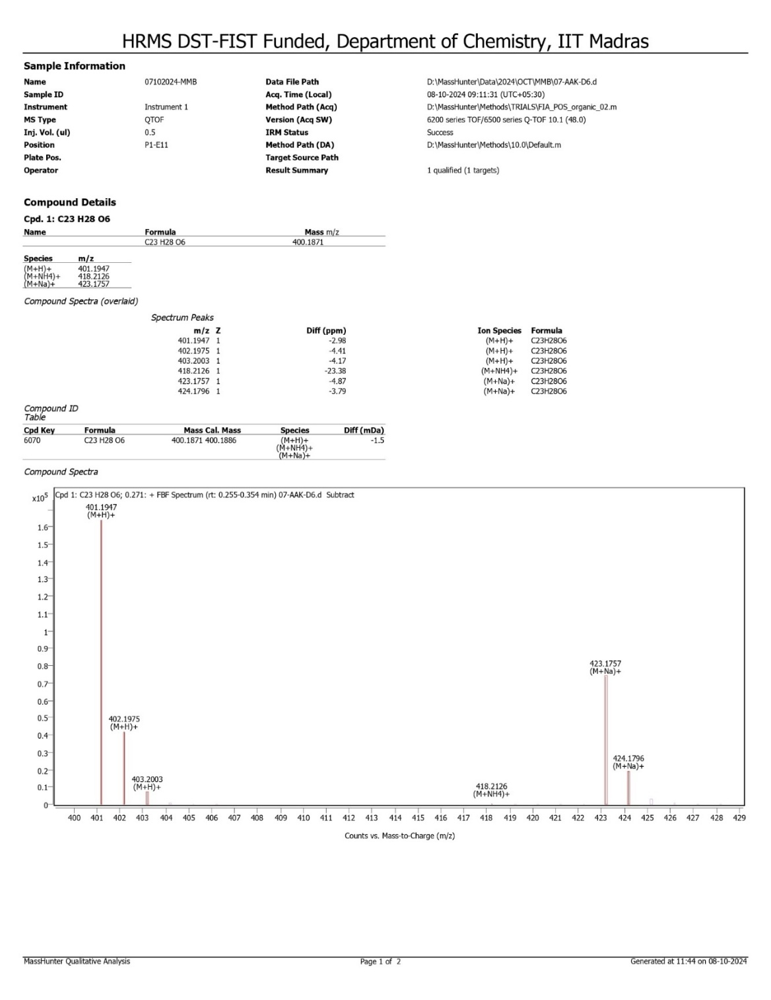 HRMS DST-FIST Funded, Department of Chemistry, IIT Madras
Sample Information
Name 07102024-MMB Data File Path D:\MassHunter\Data\2024\OCT\MMB\07-AAK-D6.d
Sample ID Acq. Time (Local) 08-10-2024 09:11:31 (UTC+05:30)
Instrument Instrument 1 Method Path (Acq) D:\MassHunter\Methods\TRIALS\FIA_POS_organic_02.m
MS Type QTOF Version (Acq SW) 6200 series TOF/6500 series Q-TOF 10.1 (48.0)
Inj. Vol. (ul) 0.5 IRM Status Success
Position P1-E11 Method Path (DA) D:\MassHunter\Methods\10.0\Default.m
Plate Pos. Target Source Path
Operator Result Summary 1 qualified (1 targets)
Compound Details
Cpd. 1: C23 H28 O6
Name Formula Mass m/z
C23 H28 O6 400.1871
Species m/z
(M+H)+ 401.1947
(M+NH4)+ 418.2126
(M+Na)+ 423.1757
Compound Spectra (overlaid)
Spectrum Peaks
m/z Z Diff (ppm) Ion Species Formula
401.1947 1 -2.98 (M+H)+ C23H28O6
402.1975 1 -4.41 (M+H)+ C23H28O6
403.2003 1 -4.17 (M+H)+ C23H28O6
418.2126 1 -23.38 (M+NH4)+ C23H28O6
423.1757 1 -4.87 (M+Na)+ C23H28O6
424.1796 1 -3.79 (M+Na)+ C23H28O6
Compound ID
Table
Cpd Key Formula Mass Cal. Mass Species Diff (mDa)
6070 C23 H28 O6 400.1871 400.1886 (M+H)+ -1.5
(M+NH4)+
(M+Na)+
Compound Spectra
x10^5 Cpd 1: C23 H28 O6; 0.271: + FBF Spectrum (rt: 0.255-0.354 min) 07-AAK-D6.d Subtract
401.1947
(M+H)+
1.6
1.5
1.4
1.3
1.2
1.1
1
0.9
0.8
423.1757
(M+Na)+
0.7
0.6
0.5
402.1975
(M+H)+
0.4
0.3
424.1796
(M+Na)+
0.2
403.2003
(M+H)+
418.2126
(M+NH4)+
0.1
0
400 401 402 403 404 405 406 407 408 409 410 411 412 413 414 415 416 417 418 419 420 421 422 423 424 425 426 427 428 429
Counts vs. Mass-to-Charge (m/z)
MassHunter Qualitative Analysis Page 1 of 2 Generated at 11:44 on 08-10-2024